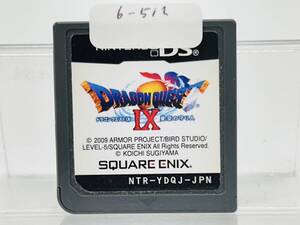 6-512
DS
DRAGON QUEST
IX
© 2009 ARMOR PROJECT/BIRD STUDIO/
LEVEL-5/SQUARE ENIX All Rights Reserved.
© KOICHI SUGIYAMA
SQUARE ENIX
NTR-YDQJ-JPN